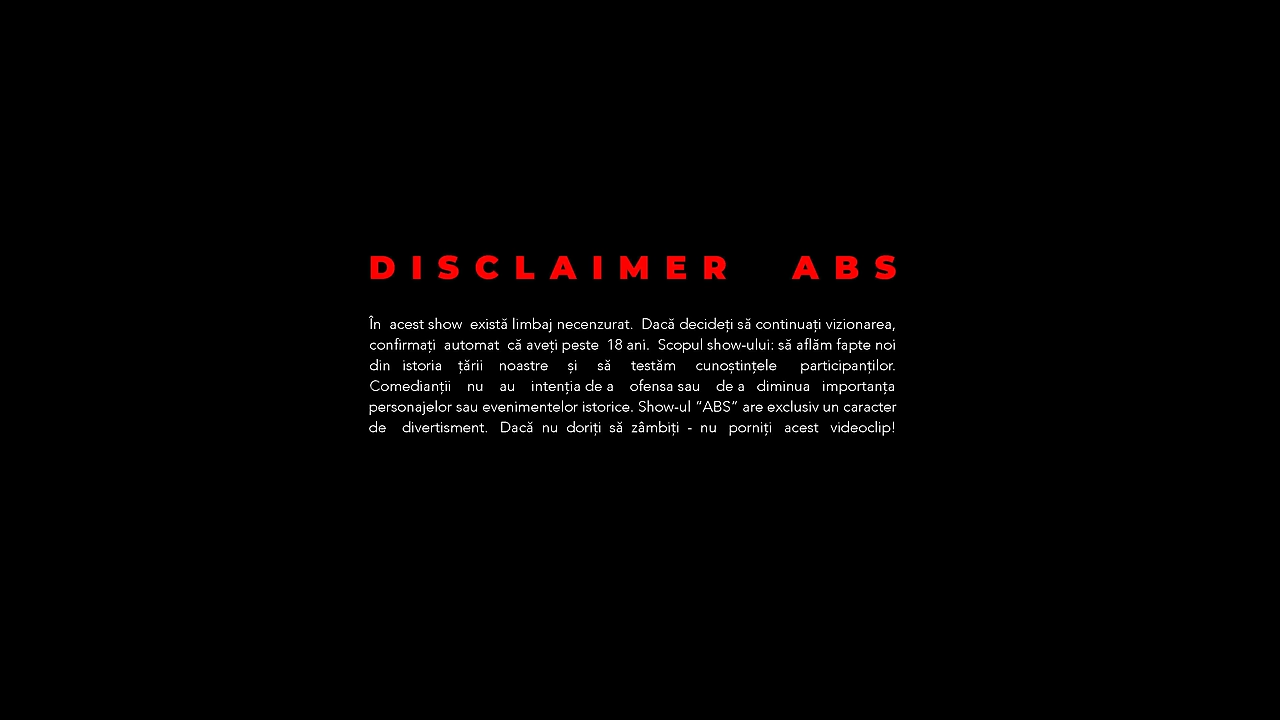 DISCLAIMER ABS
În acest show există limbaj necenzurat. Dacă decideți să continuați vizionarea,
confirmați automat că aveți peste 18 ani. Scopul show-ului: să aflăm fapte noi
din istoria țării noastre și să testăm cunoștințele participanților.
Comedianții nu au intenția de a ofensa sau de a diminua importanța
personajelor sau evenimentelor istorice. Show-ul “ABS” are exclusiv un caracter
de divertisment. Dacă nu doriți să zâmbiți - nu porniți acest videoclip!